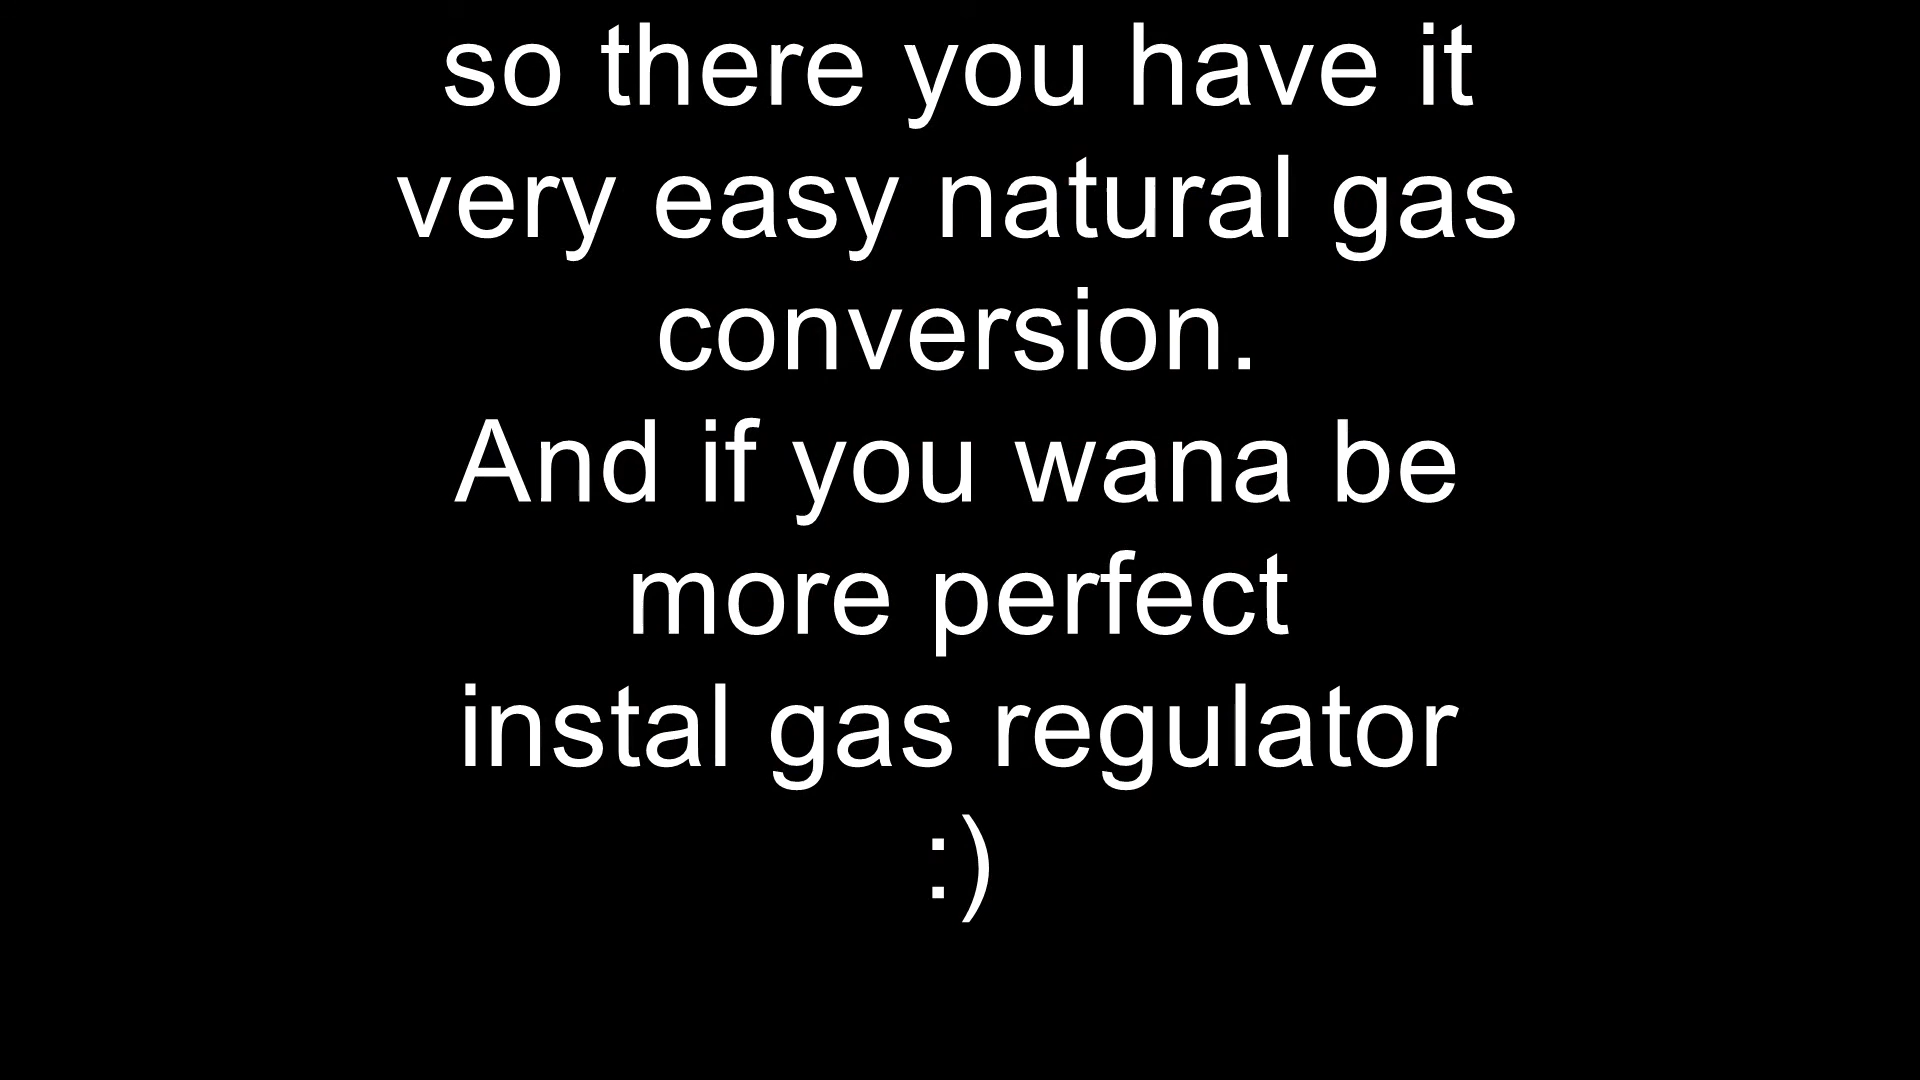 so there you have it
very easy natural gas
conversion.
And if you wana be
more perfect
instal gas regulator
:)